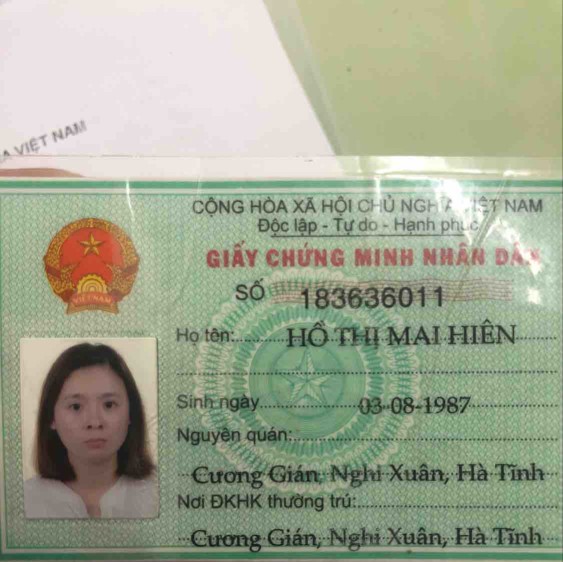 A VIỆT NAM
CỘNG HÒA XÃ HỘI CHỦ NGHĨA VIỆT NAM
Độc lập - Tự do - Hạnh phúc
GIẤY CHỨNG MINH NHÂN DÂN
SỐ 183636011
Họ tên: HỒ THỊ MAI HIÊN
Sinh ngày 03-08-1987
Nguyên quán:
Cương Gián, Nghi Xuân, Hà Tĩnh
Nơi ĐKHK thường trú:
Cương Gián, Nghi Xuân, Hà Tĩnh
VIỆT NAM